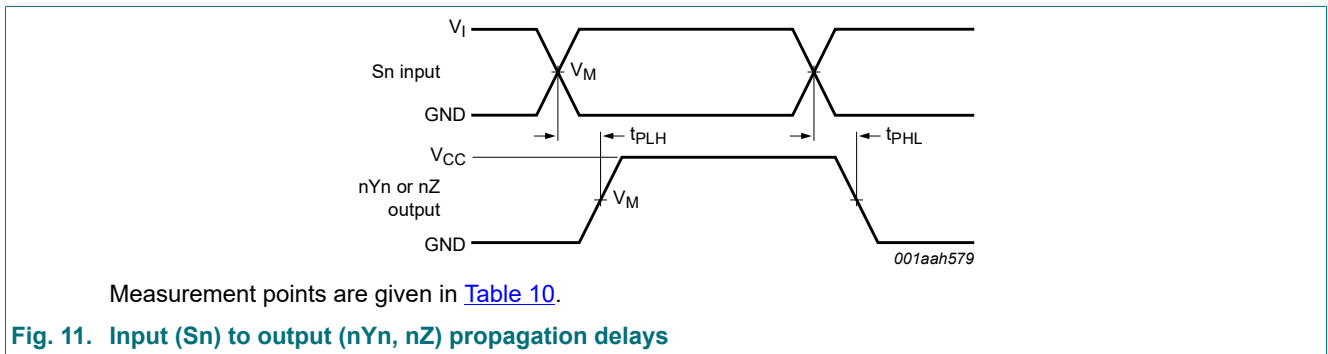 VI
Sn input
VM
GND
tPLH
tPHL
VCC
nYn or nZ
output
VM
GND
001aah579
Measurement points are given in Table 10.
Fig. 11. Input (Sn) to output (nYn, nZ) propagation delays